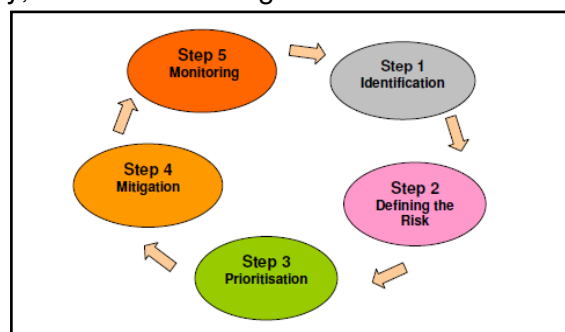 Step 5
Monitoring
Step 1
Identification
Step 4
Mitigation
Step 2
Defining the
Risk
Step 3
Prioritisation